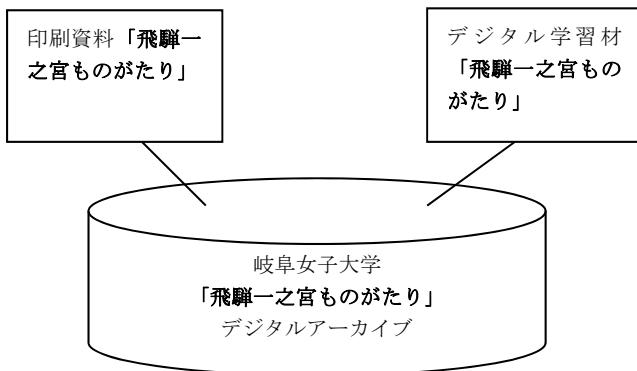 印刷資料「飛騨一
之宮ものがたり」
デジタル学習材
「飛騨一之宮もの
がたり」
岐阜女子大学
「飛騨一之宮ものがたり」
デジタルアーカイブ